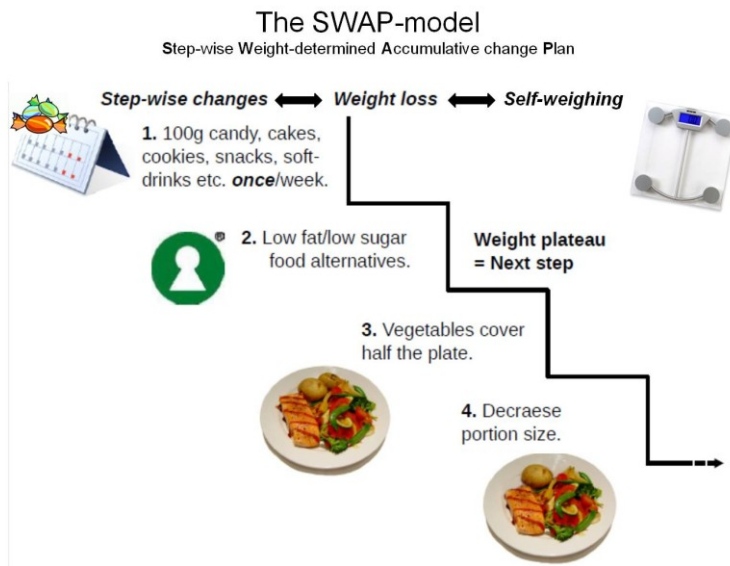 The SWAP-model
Step-wise Weight-determined Accumulative change Plan
Step-wise changes Weight loss Self-weighing
1. 100g candy, cakes,
cookies, snacks, soft-
drinks etc. once/week.
®
2. Low fat/low sugar
food alternatives.
Weight plateau
= Next step
3. Vegetables cover
half the plate.
4. Decraese
portion size.